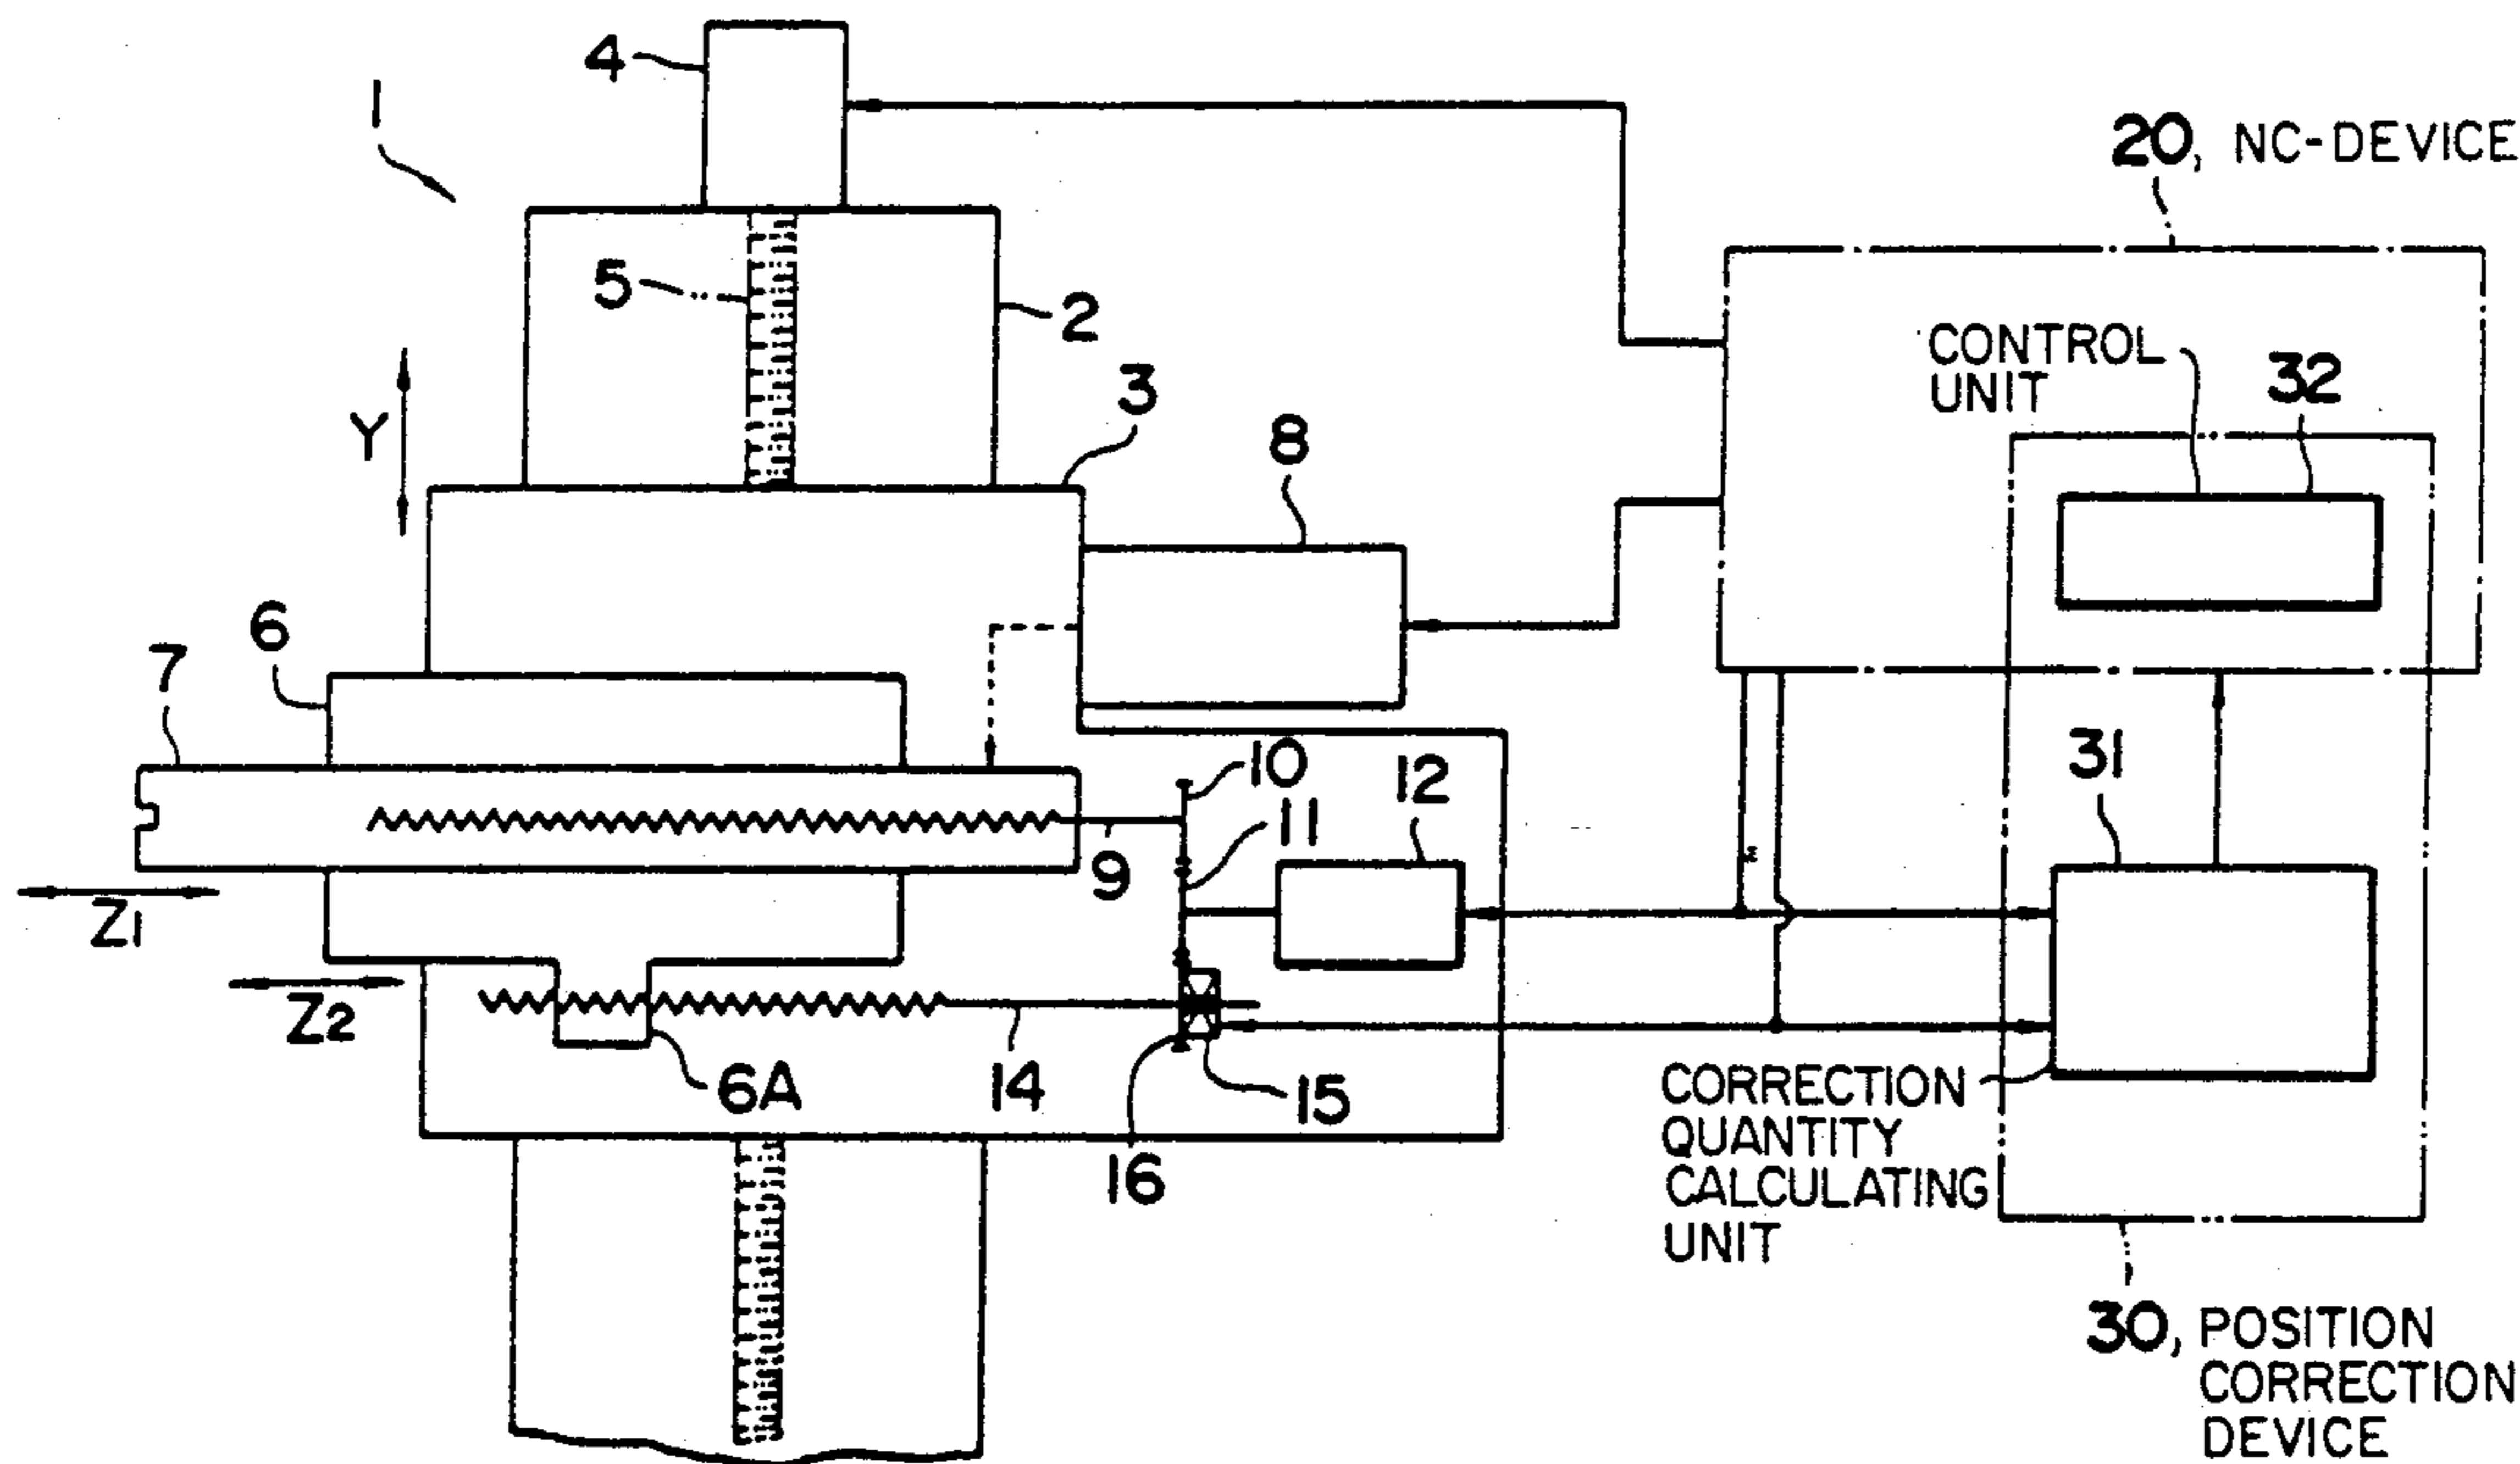 4
1
20, NC-DEVICE
5
2
CONTROL
UNIT
32
3
Y
8
6
7
10
12
31
11
9
Z1
Z2
6A
14
15
16
CORRECTION
QUANTITY
CALCULATING
UNIT
30, POSITION
CORRECTION
DEVICE